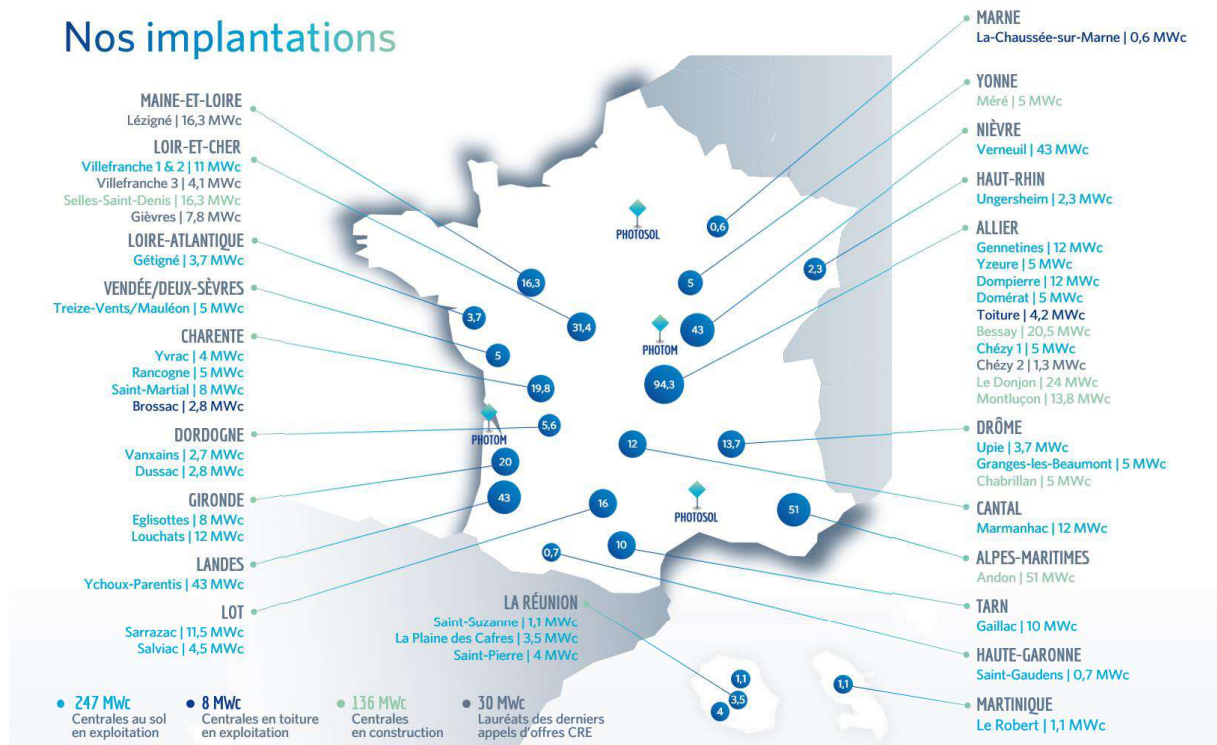 Nos implantations
MAINE-ET-LOIRE
Lézigné | 16,3 MWc
LOIR-ET-CHER
Villefranche 1 & 2 | 11 MWc
Villefranche 3 | 4,1 MWc
Selles-Saint-Denis | 16,3 MWc
Gièvres | 7,8 MWc
LOIRE-ATLANTIQUE
Gétigné | 3,7 MWc
VENDÉE/DEUX-SÈVRES
Treize-Vents/Mauléon | 5 MWc
CHARENTE
Yvrac | 4 MWc
Rancogne | 5 MWc
Saint-Martial | 8 MWc
Brossac | 2,8 MWc
DORDOGNE
Vanxains | 2,7 MWc
Dussac | 2,8 MWc
GIRONDE
Eglisottes | 8 MWc
Louchats | 12 MWc
LANDES
Ychoux-Parentis | 43 MWc
LOT
Sarrazac | 11,5 MWc
Salviac | 4,5 MWc
PHOTOSOL
0,6
16,3
5
2,3
3,7
31,4
PHOTOM
43
5
19,8
94,3
PHOTOM
5,6
12
13,7
20
43
16
PHOTOSOL
51
0,7
10
LA RÉUNION
Saint-Suzanne | 1,1 MWc
La Plaine des Cafres | 3,5 MWc
Saint-Pierre | 4 MWc
1,1
3,5
4
1,1
MARNE
La-Chaussée-sur-Marne | 0,6 MWc
YONNE
Méré | 5 MWc
NIÈVRE
Verneuil | 43 MWc
HAUT-RHIN
Ungersheim | 2,3 MWc
ALLIER
Gennetines | 12 MWc
Yzeure | 5 MWc
Dompierre | 12 MWc
Domérat | 5 MWc
Toiture | 4,2 MWc
Bessay | 20,5 MWc
Chézy 1 | 5 MWc
Chézy 2 | 1,3 MWc
Le Donjon | 24 MWc
Montluçon | 13,8 MWc
DRÔME
Upie | 3,7 MWc
Granges-les-Beaumont | 5 MWc
Chabrillan | 5 MWc
CANTAL
Marmanhac | 12 MWc
ALPES-MARITIMES
Andon | 51 MWc
TARN
Gaillac | 10 MWc
HAUTE-GARONNE
Saint-Gaudens | 0,7 MWc
MARTINIQUE
Le Robert | 1,1 MWc
247 MWc
Centrales au sol
en exploitation
8 MWc
Centrales en toiture
en exploitation
136 MWc
Centrales
en construction
30 MWc
Lauréats des derniers
appels d'offres CRE